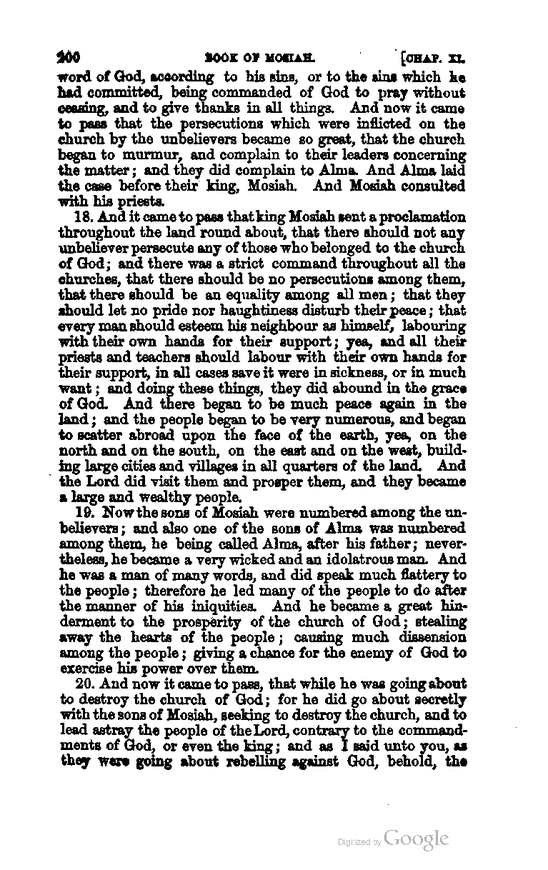 200 BOOK OF MOSIAH. [CHAP. XI.
word of God, according to his sins, or to the sins which he
had committed, being commanded of God to pray without
ceasing, and to give thanks in all things. And now it came
to pass that the persecutions which were inflicted on the
church by the unbelievers became so great, that the church
began to murmur, and complain to their leaders concerning
the matter; and they did complain to Alma. And Alma laid
the case before their king, Mosiah. And Mosiah consulted
with his priests.
18. And it came to pass that king Mosiah sent a proclamation
throughout the land round about, that there should not any
unbeliever persecute any of those who belonged to the church
of God; and there was a strict command throughout all the
churches, that there should be no persecutions among them,
that there should be an equality among all men; that they
should let no pride nor haughtiness disturb their peace; that
every man should esteem his neighbour as himself, labouring
with their own hands for their support; yea, and all their
priests and teachers should labour with their own hands for
their support, in all cases save it were in sickness, or in much
want; and doing these things, they did abound in the grace
of God. And there began to be much peace again in the
land; and the people began to be very numerous, and began
to scatter abroad upon the face of the earth, yea, on the
north and on the south, on the east and on the west, build-
ing large cities and villages in all quarters of the land. And
the Lord did visit them and prosper them, and they became
a large and wealthy people.
19. Now the sons of Mosiah were numbered among the un-
believers; and also one of the sons of Alma was numbered
among them, he being called Alma, after his father; never-
theless, he became a very wicked and an idolatrous man. And
he was a man of many words, and did speak much flattery to
the people; therefore he led many of the people to do after
the manner of his iniquities. And he became a great hin-
derment to the prosperity of the church of God; stealing
away the hearts of the people; causing much dissension
among the people; giving a chance for the enemy of God to
exercise his power over them.
20. And now it came to pass, that while he was going about
to destroy the church of God; for he did go about secretly
with the sons of Mosiah, seeking to destroy the church, and to
lead astray the people of the Lord, contrary to the command-
ments of God, or even the king; and as I said unto you, as
they were going about rebelling against God, behold, the
Digitized by Google